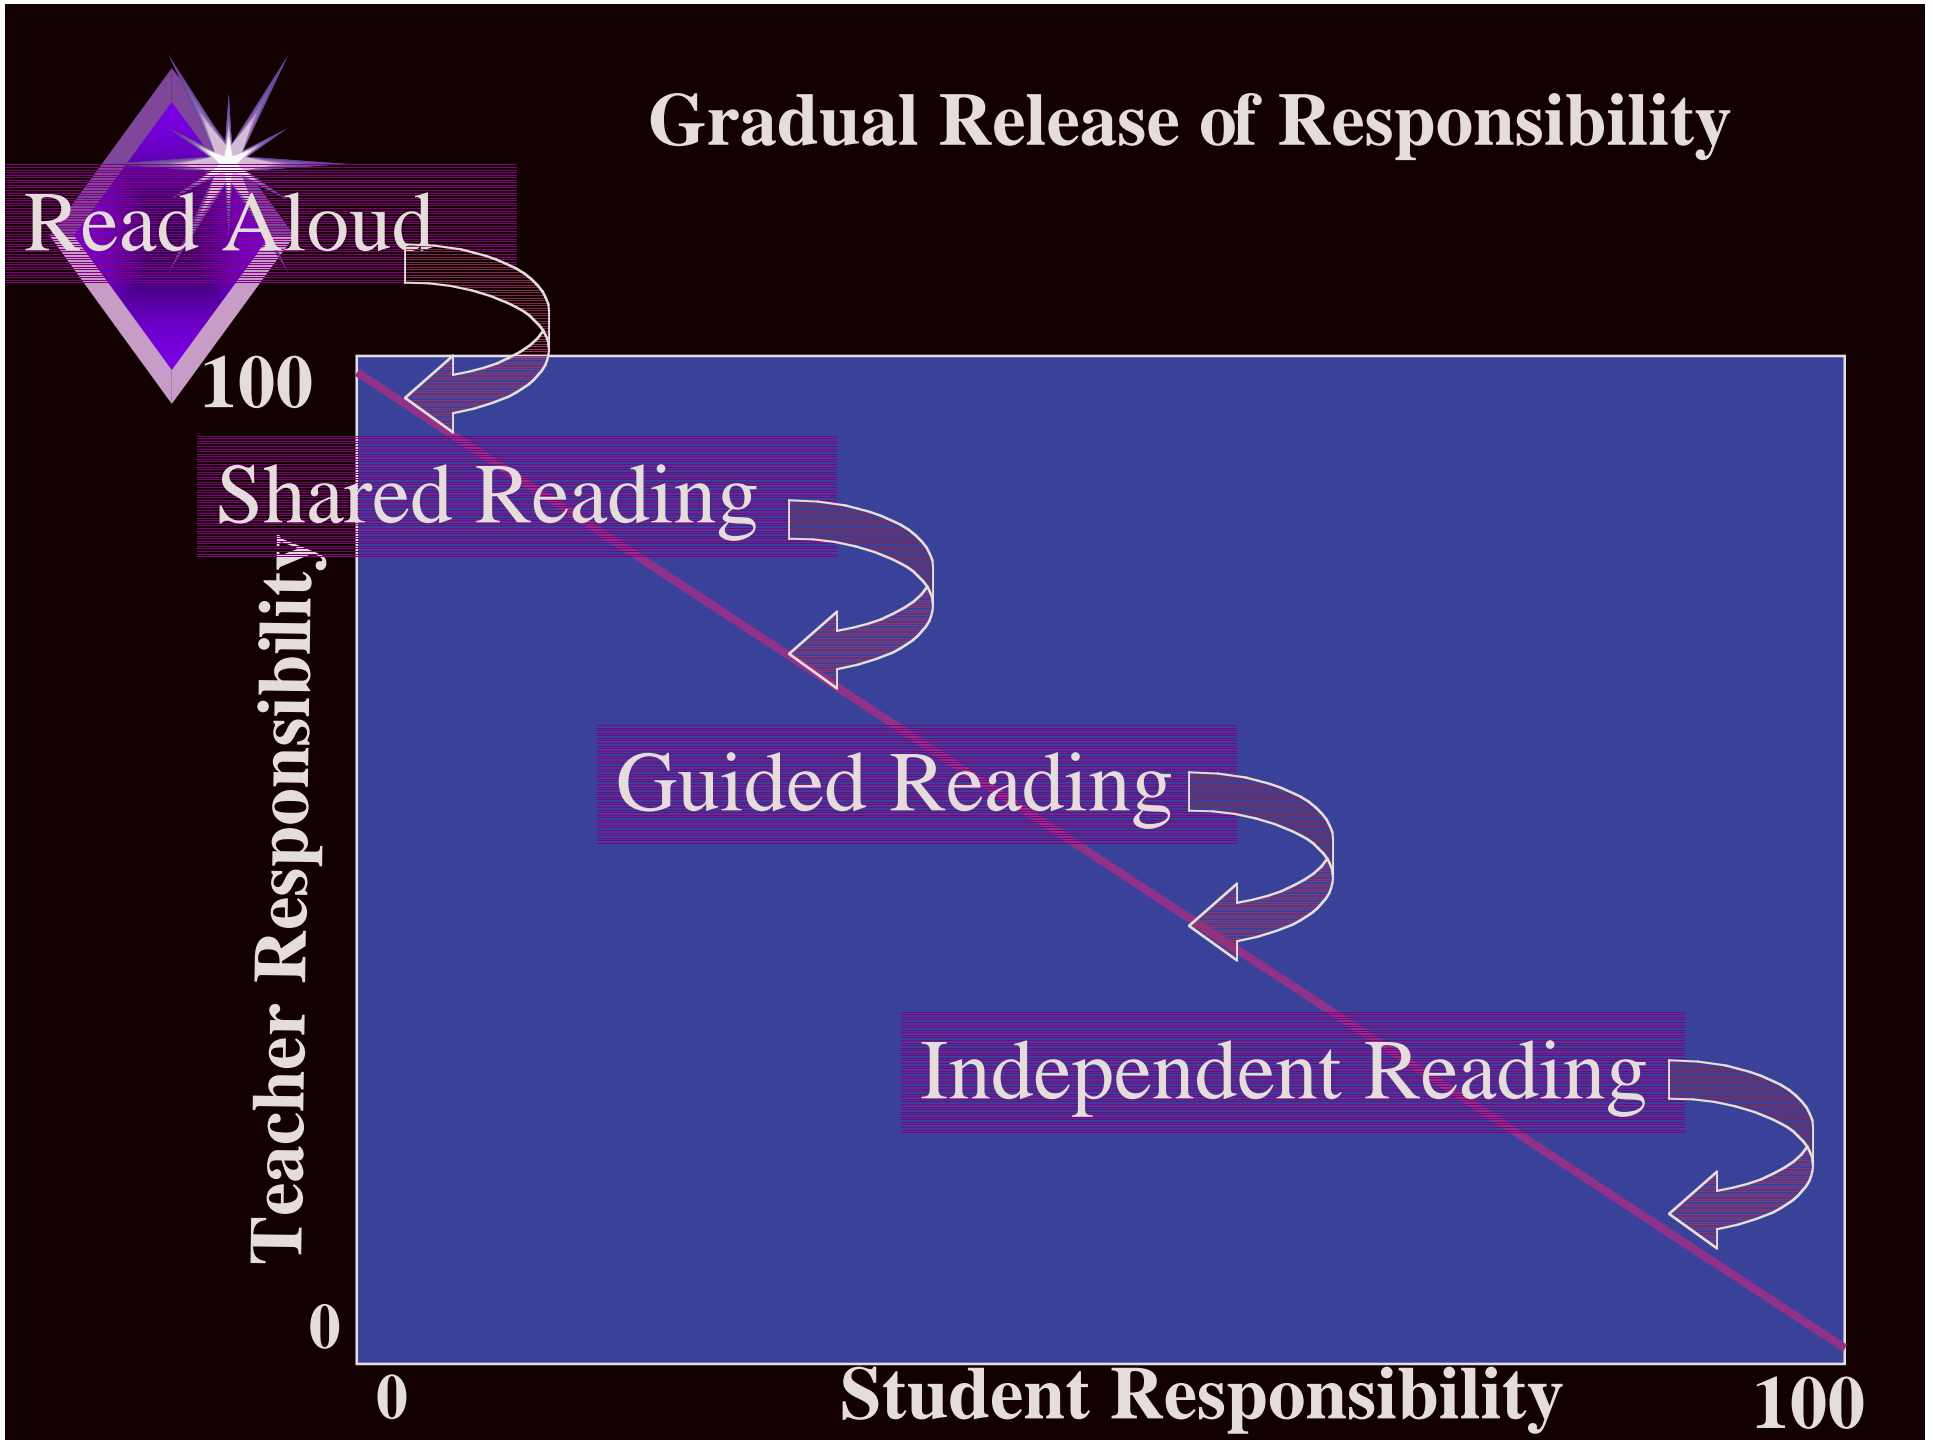 Gradual Release of Responsibility
Read Aloud
100
Shared Reading
Teacher Responsibility
Guided Reading
Independent Reading
0
0
Student Responsibility
100